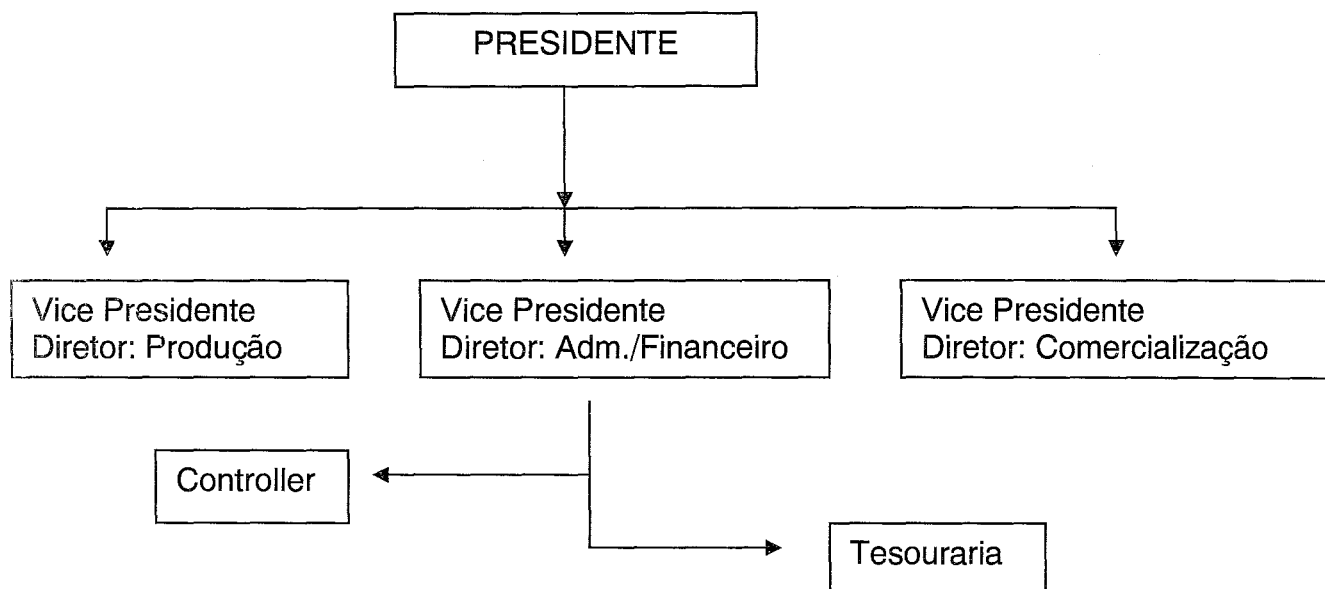 PRESIDENTE
Vice Presidente
Diretor: Produção
Vice Presidente
Diretor: Adm./Financeiro
Vice Presidente
Diretor: Comercialização
Controller
Tesouraria